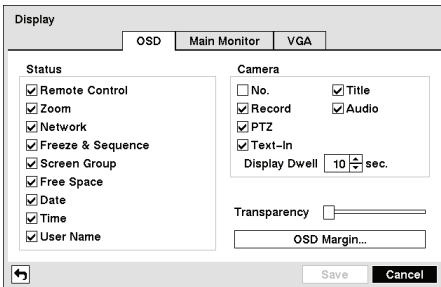 Display
OSD Main Monitor VGA
Status
Remote Control
Zoom
Network
Freeze & Sequence
Screen Group
Free Space
Date
Time
User Name
Camera
No. Title
Record Audio
PTZ
Text-In
Display Dwell 10 sec.
Transparency
OSD Margin...
Save Cancel